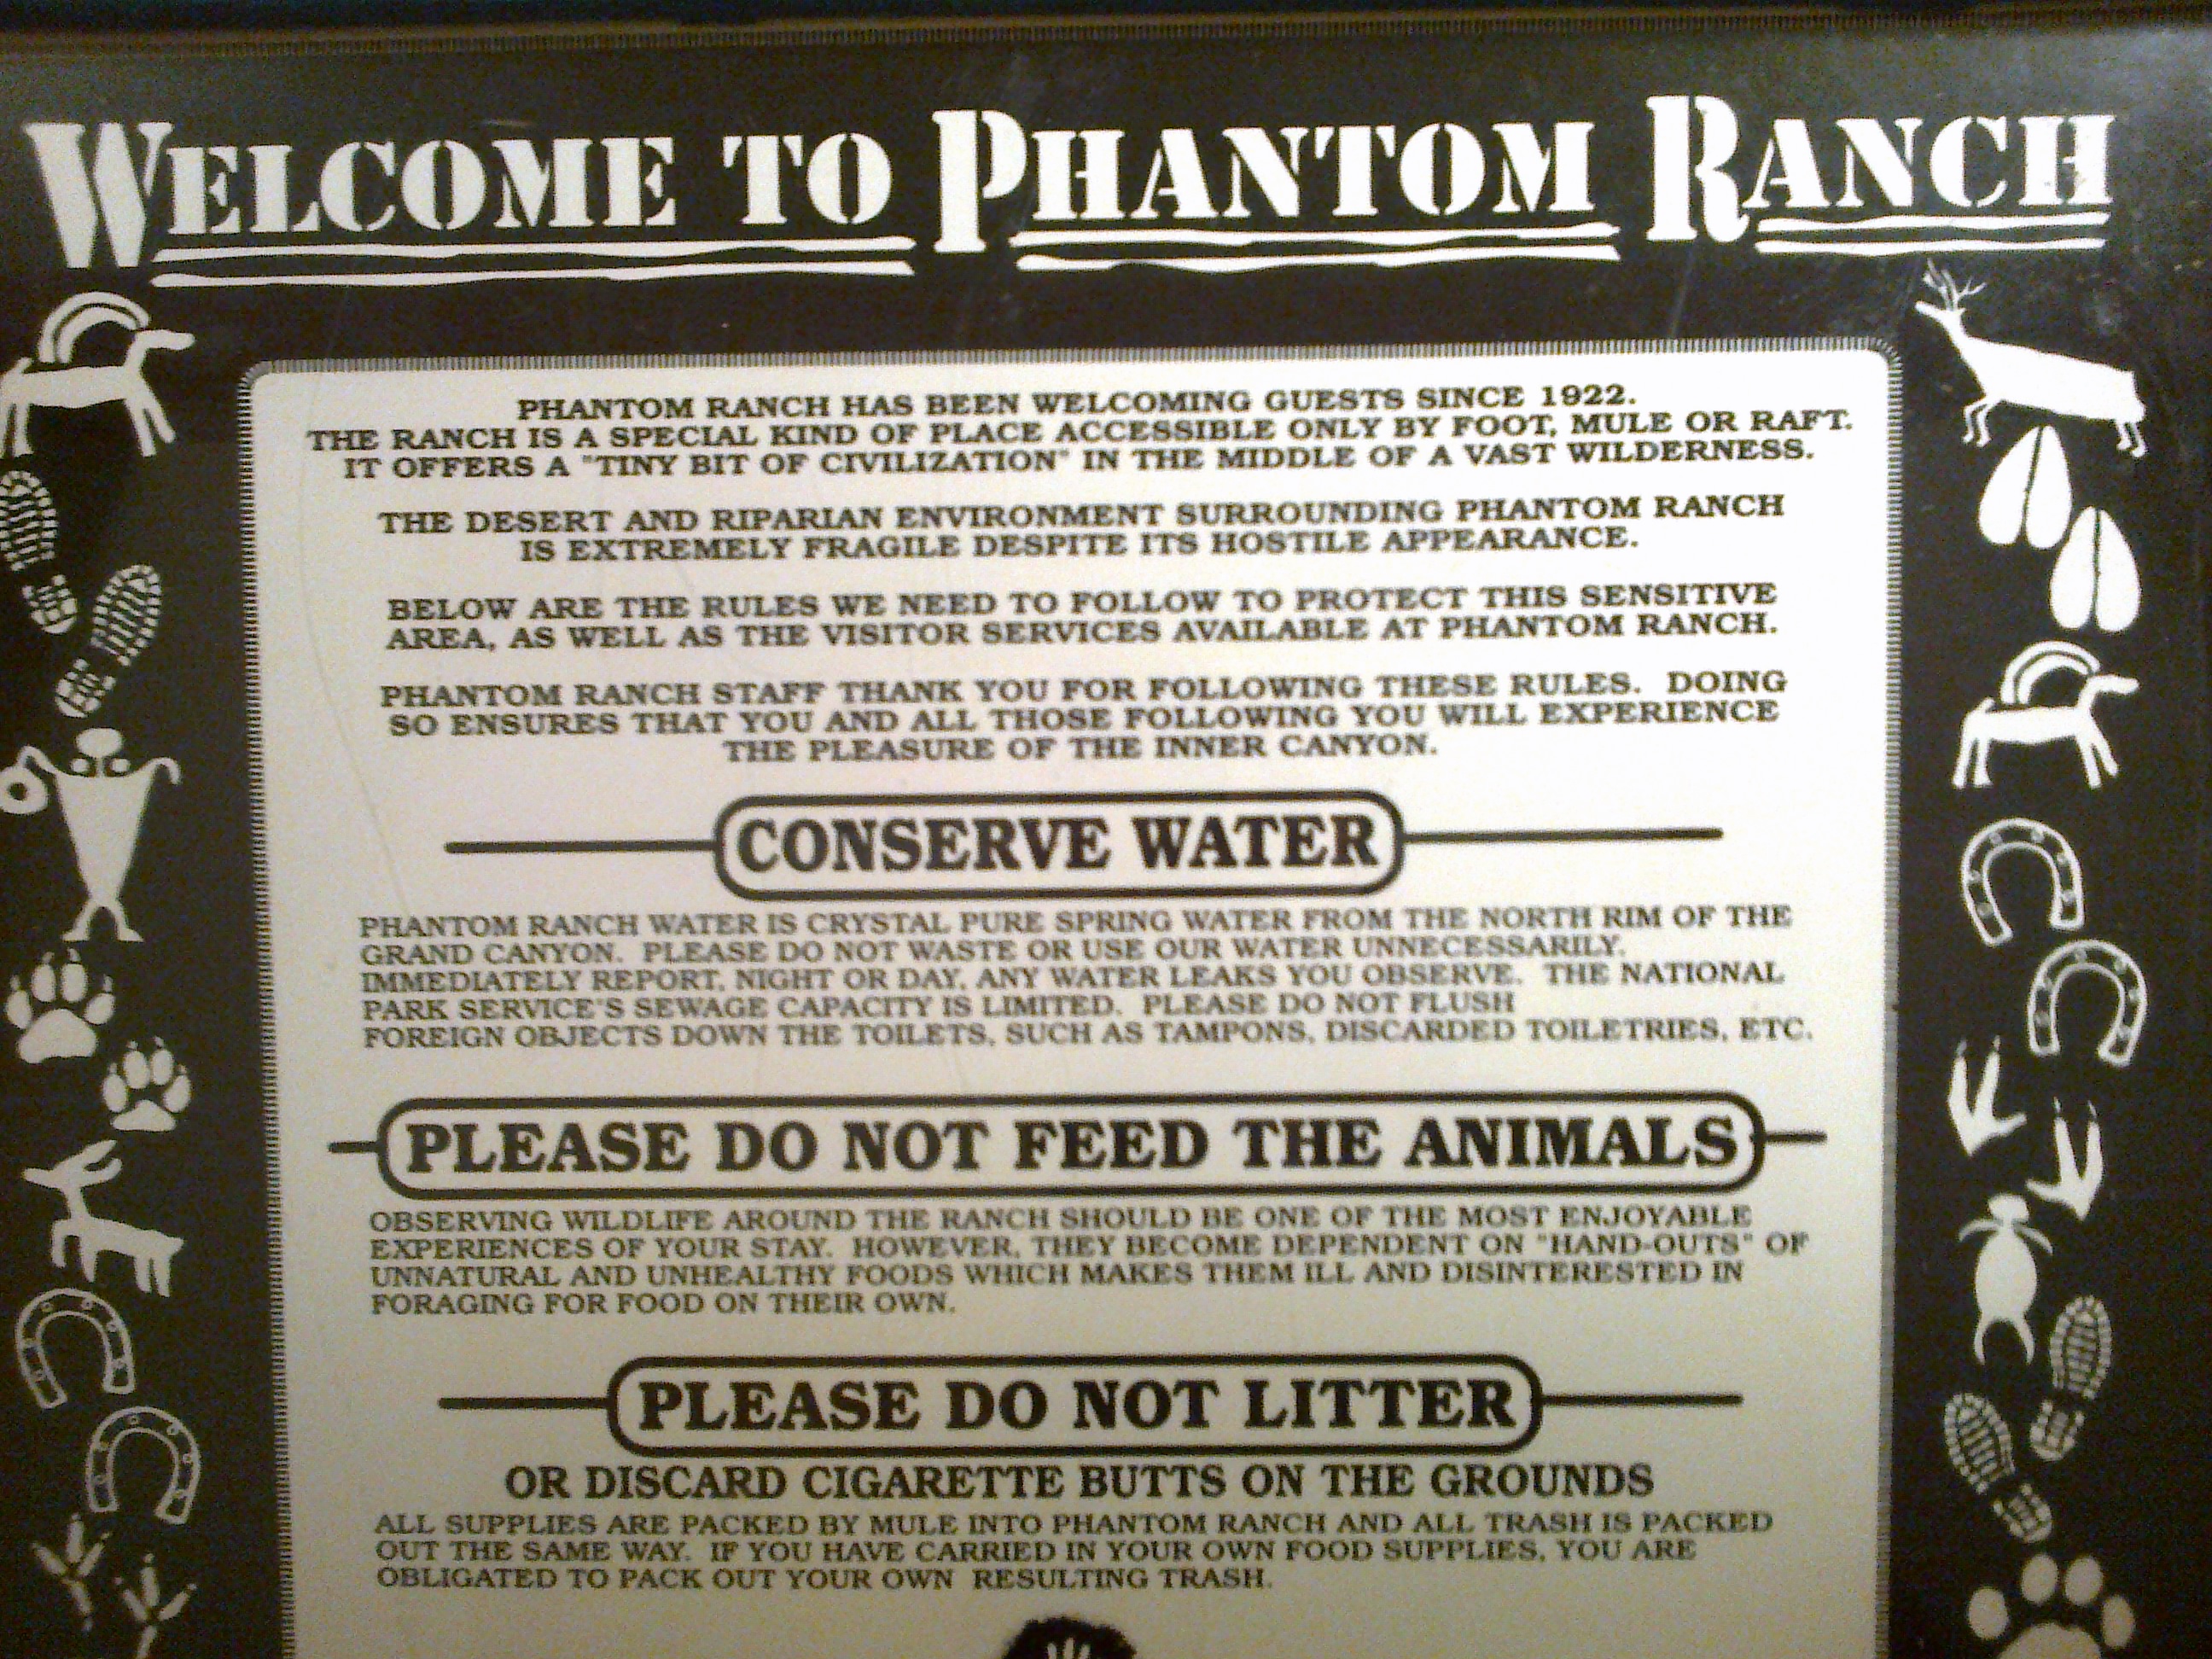 WELCOME TO PHANTOM RANCH
PHANTOM RANCH HAS BEEN WELCOMING GUESTS SINCE 1922.
THE RANCH IS A SPECIAL KIND OF PLACE ACCESSIBLE ONLY BY FOOT, MULE OR RAFT.
IT OFFERS A "TINY BIT OF CIVILIZATION" IN THE MIDDLE OF A VAST WILDERNESS.
THE DESERT AND RIPARIAN ENVIRONMENT SURROUNDING PHANTOM RANCH
IS EXTREMELY FRAGILE DESPITE ITS HOSTILE APPEARANCE.
BELOW ARE THE RULES WE NEED TO FOLLOW TO PROTECT THIS SENSITIVE
AREA, AS WELL AS THE VISITOR SERVICES AVAILABLE AT PHANTOM RANCH.
PHANTOM RANCH STAFF THANK YOU FOR FOLLOWING THESE RULES. DOING
SO ENSURES THAT YOU AND ALL THOSE FOLLOWING YOU WILL EXPERIENCE
THE PLEASURE OF THE INNER CANYON.
CONSERVE WATER
PHANTOM RANCH WATER IS CRYSTAL PURE SPRING WATER FROM THE NORTH RIM OF THE
GRAND CANYON. PLEASE DO NOT WASTE OR USE OUR WATER UNNECESSARILY.
IMMEDIATELY REPORT, NIGHT OR DAY, ANY WATER LEAKS YOU OBSERVE. THE NATIONAL
PARK SERVICE'S SEWAGE CAPACITY IS LIMITED. PLEASE DO NOT FLUSH
FOREIGN OBJECTS DOWN THE TOILETS, SUCH AS TAMPONS, DISCARDED TOILETRIES, ETC.
PLEASE DO NOT FEED THE ANIMALS
OBSERVING WILDLIFE AROUND THE RANCH SHOULD BE ONE OF THE MOST ENJOYABLE
EXPERIENCES OF YOUR STAY. HOWEVER, THEY BECOME DEPENDENT ON "HAND-OUTS" OF
UNNATURAL AND UNHEALTHY FOODS WHICH MAKES THEM ILL AND DISINTERESTED IN
FORAGING FOR FOOD ON THEIR OWN.
PLEASE DO NOT LITTER
OR DISCARD CIGARETTE BUTTS ON THE GROUNDS
ALL SUPPLIES ARE PACKED BY MULE INTO PHANTOM RANCH AND ALL TRASH IS PACKED
OUT THE SAME WAY. IF YOU HAVE CARRIED IN YOUR OWN FOOD SUPPLIES, YOU ARE
OBLIGATED TO PACK OUT YOUR OWN RESULTING TRASH.